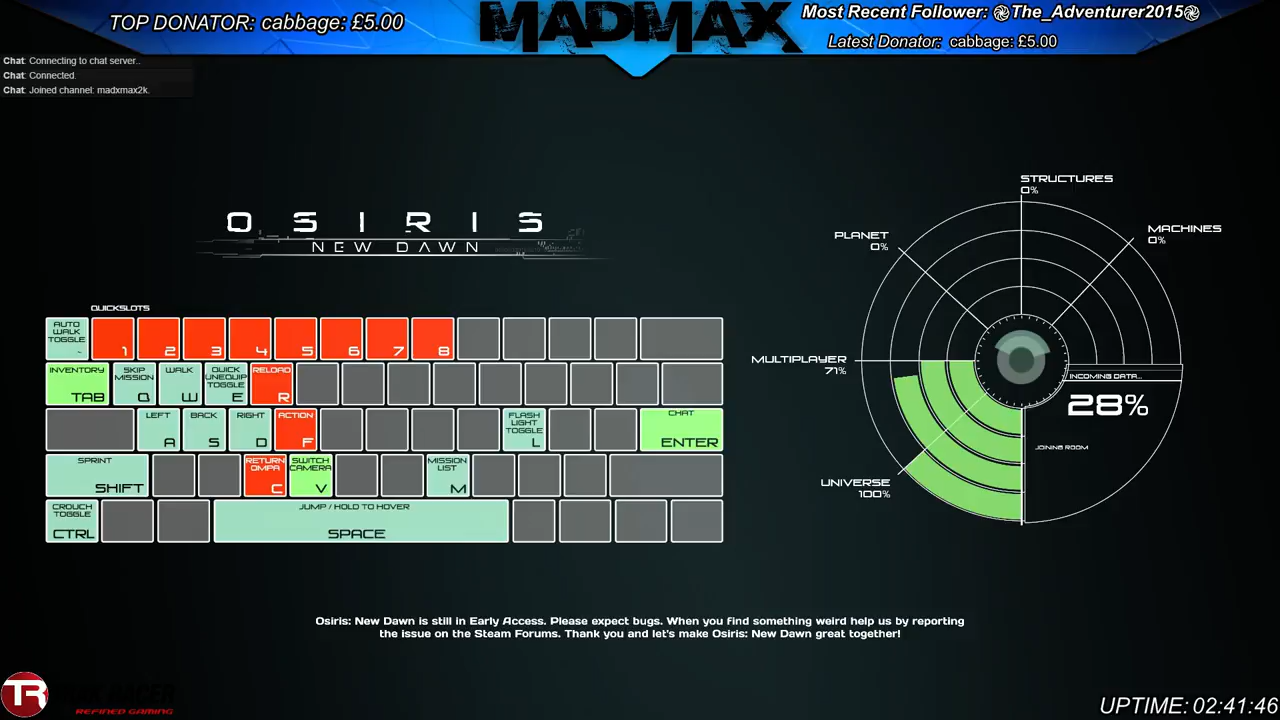 TOP DONATOR: cabbage: £5.00
MADMAX
Most Recent Follower: ֍The_Adventurer2015֍
Latest Donator: cabbage: £5.00
Chat: Connecting to chat server..
Chat: Connected.
Chat: Joined channel: madxmax2k.
OSIRIS
NEW DAWN
QUICKSLOTS
AUTO WALK TOGGLE ~ 1 2 3 4 5 6 7 8
INVENTORY TAB SKIP MISSION Q WALK W QUICK UNEQUIP TOGGLE E RELOAD R
LEFT A BACK S RIGHT D ACTION F FLASH LIGHT TOGGLE L CHAT ENTER
SPRINT SHIFT RETURN OMPA C SWITCH CAMERA V MISSION LIST M
CROUCH TOGGLE CTRL JUMP / HOLD TO HOVER SPACE
STRUCTURES
0%
MACHINES
0%
PLANET
0%
MULTIPLAYER
71%
UNIVERSE
100%
INCOMING DATA...
28%
JOINING ROOM
Osiris: New Dawn is still in Early Access. Please expect bugs. When you find something weird help us by reporting
the issue on the Steam Forums. Thank you and let's make Osiris: New Dawn great together!
TR
REFINED GAMING
UPTIME: 02:41:46